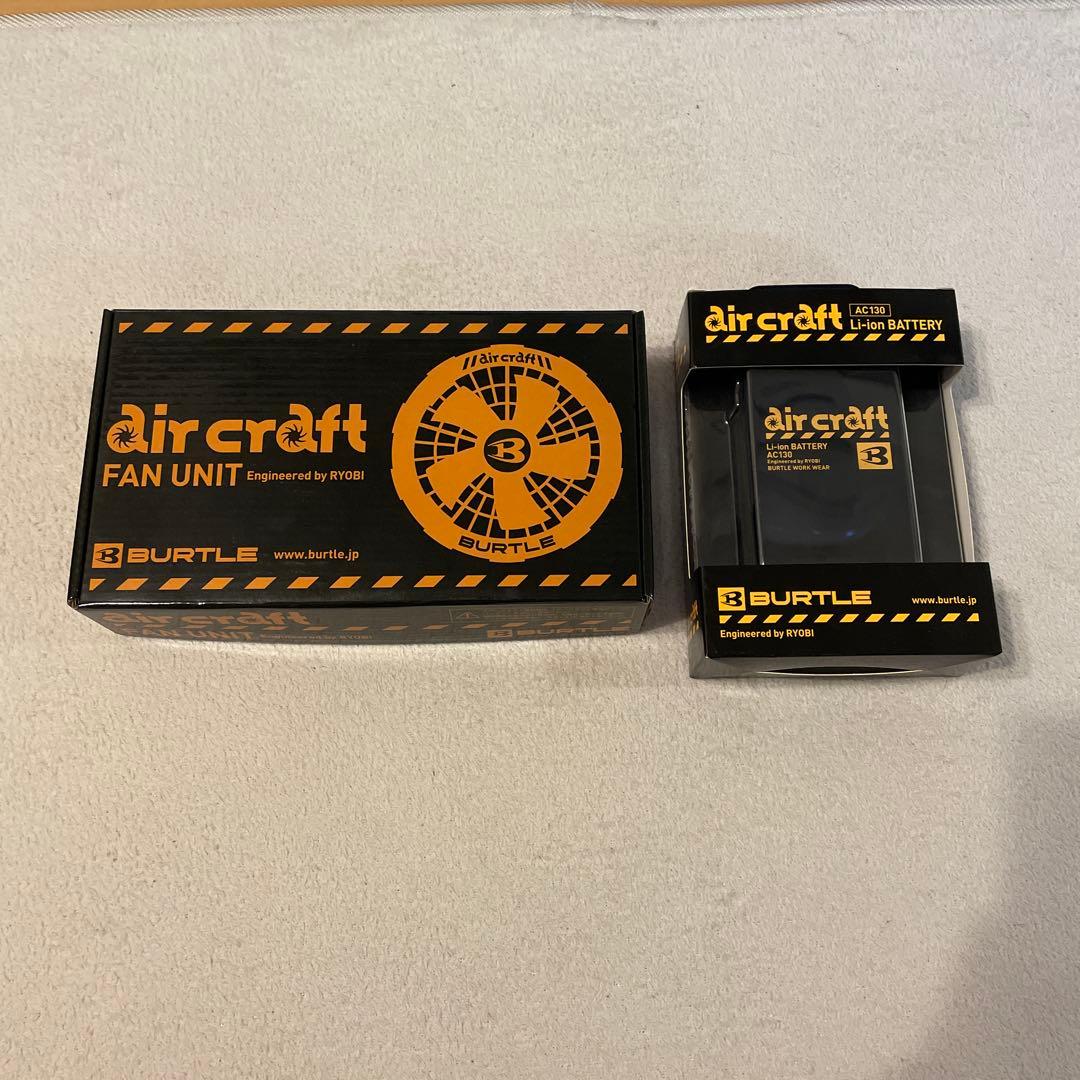 air craft
FAN UNIT Engineered by RYOBI
B BURTLE www.burtle.jp
air craft
B
BURTLE
air craft
FAN UNIT Engineered by RYOBI
B BURTLE
air craft AC130
Li-ion BATTERY
air craft
Li-ion BATTERY
AC130
Engineered by RYOBI
BURTLE WORK WEAR
B
B BURTLE www.burtle.jp
Engineered by RYOBI